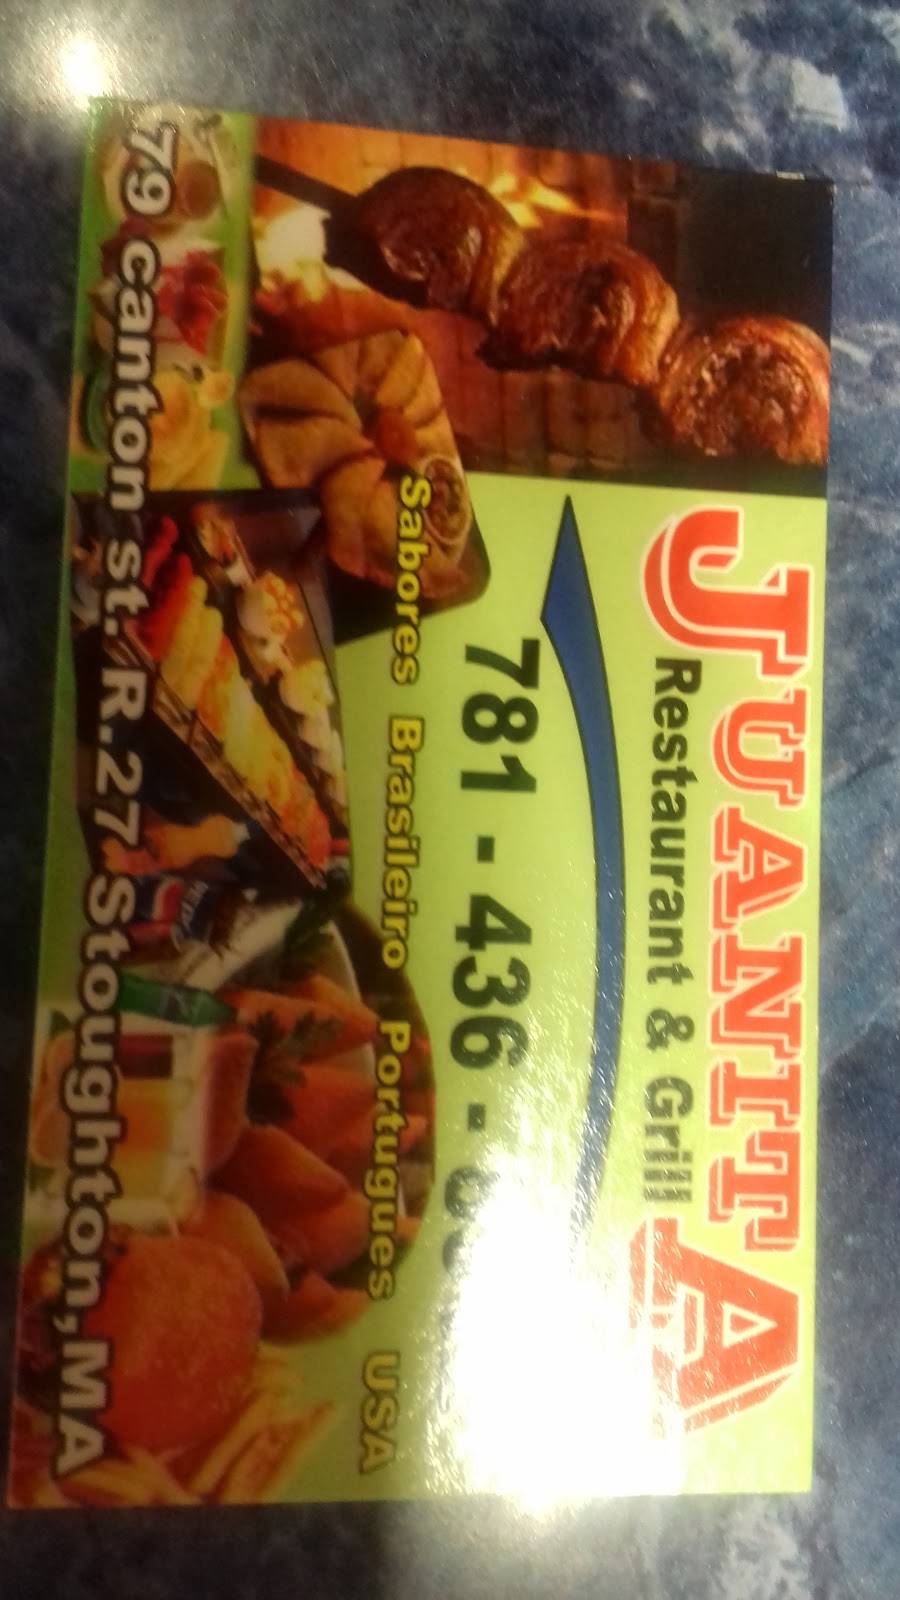 JUANITA
Restaurant & Grill
781 - 436 -
Sabores Brasileiro Portugues USA
79 canton st. R.27 Stoughton, MA